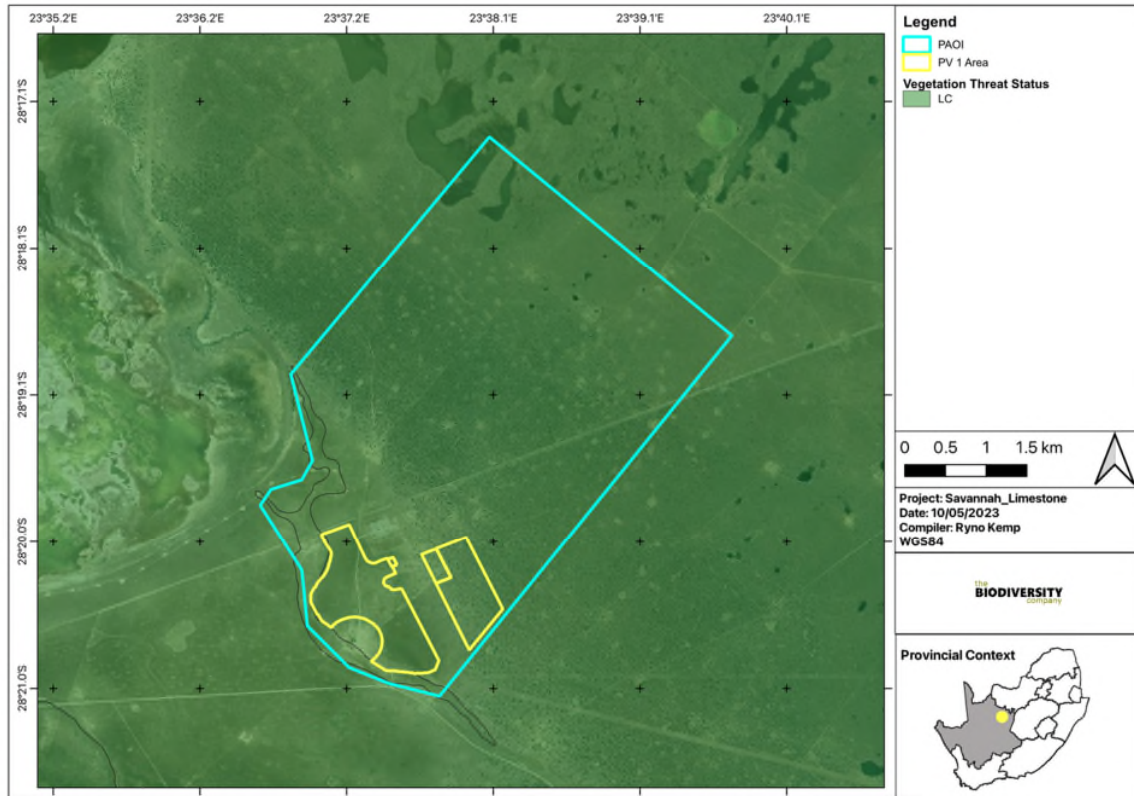 23°35.2'E 23°36.2'E 23°37.2'E 23°38.1'E 23°39.1'E 23°40.1'E
28°17.1'S
28°18.1'S
28°19.1'S
28°20.0'S
28°21.0'S
Legend
PAOI
PV 1 Area
Vegetation Threat Status
LC
0 0.5 1 1.5 km
Project: Savannah_Limestone
Date: 10/05/2023
Compiler: Ryno Kemp
WGS84
the
BIODIVERSITY
company
Provincial Context